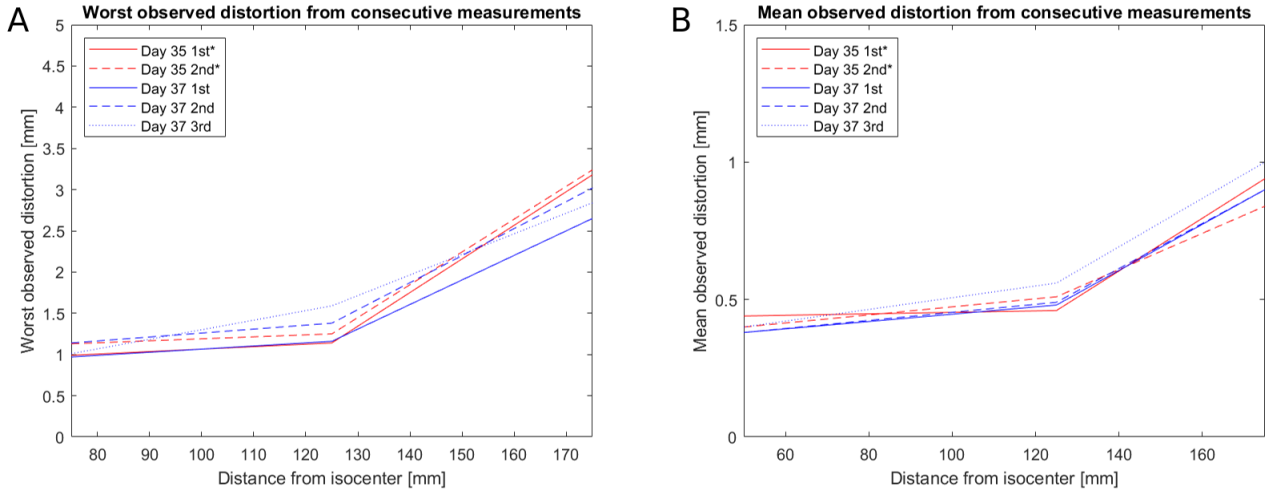 A
Worst observed distortion from consecutive measurements
5
4.5
4
3.5
3
2.5
2
1.5
1
0.5
0
Worst observed distortion [mm]
Day 35 1st*
Day 35 2nd*
Day 37 1st
Day 37 2nd
Day 37 3rd
80 90 100 110 120 130 140 150 160 170
Distance from isocenter [mm]
B
Mean observed distortion from consecutive measurements
1.5
1
0.5
0
Mean observed distortion [mm]
Day 35 1st*
Day 35 2nd*
Day 37 1st
Day 37 2nd
Day 37 3rd
60 80 100 120 140 160
Distance from isocenter [mm]